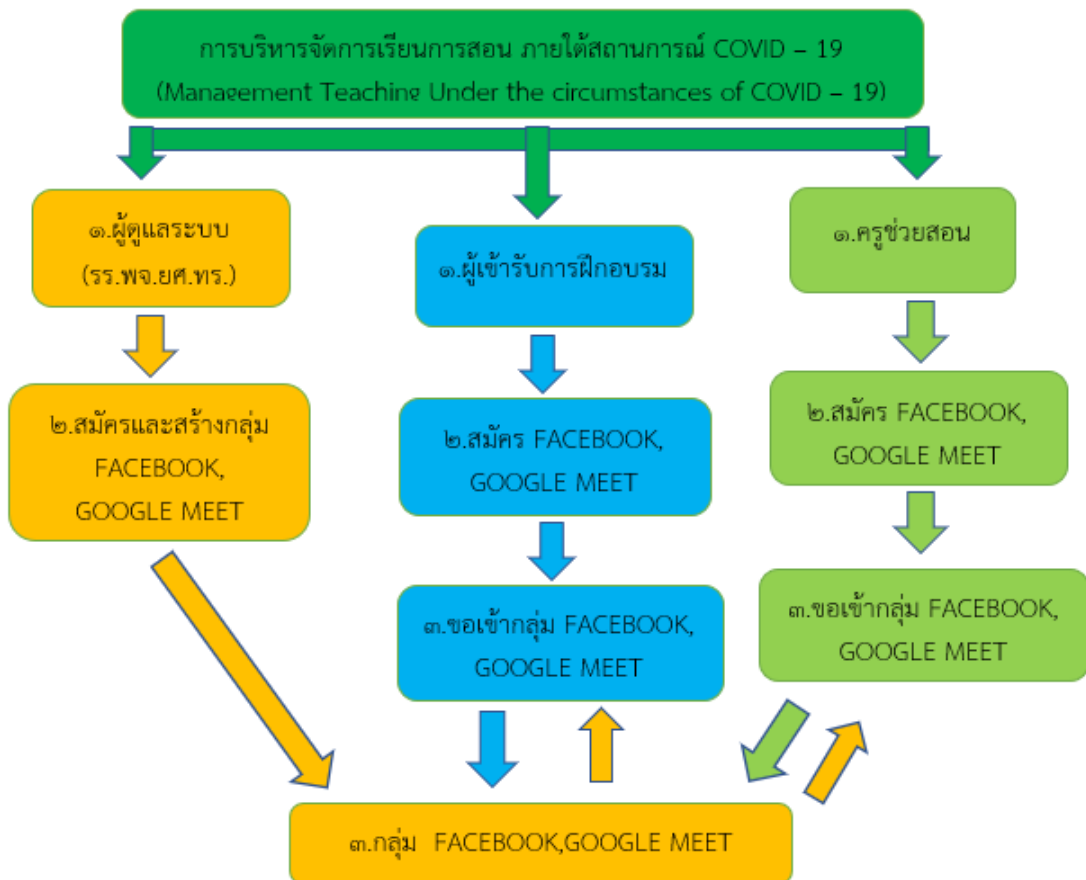 การบริหารจัดการเรียนการสอน ภายใต้สถานการณ์ COVID – 19
(Management Teaching Under the circumstances of COVID – 19)
๑.ผู้ดูแลระบบ
(รร.พจ.ยศ.ทร.)
๒.สมัครและสร้างกลุ่ม
FACEBOOK,
GOOGLE MEET
๑.ผู้เข้ารับการฝึกอบรม
๒.สมัคร FACEBOOK,
GOOGLE MEET
๓.ขอเข้ากลุ่ม FACEBOOK,
GOOGLE MEET
๑.ครูช่วยสอน
๒.สมัคร FACEBOOK,
GOOGLE MEET
๓.ขอเข้ากลุ่ม FACEBOOK,
GOOGLE MEET
๓.กลุ่ม FACEBOOK,GOOGLE MEET